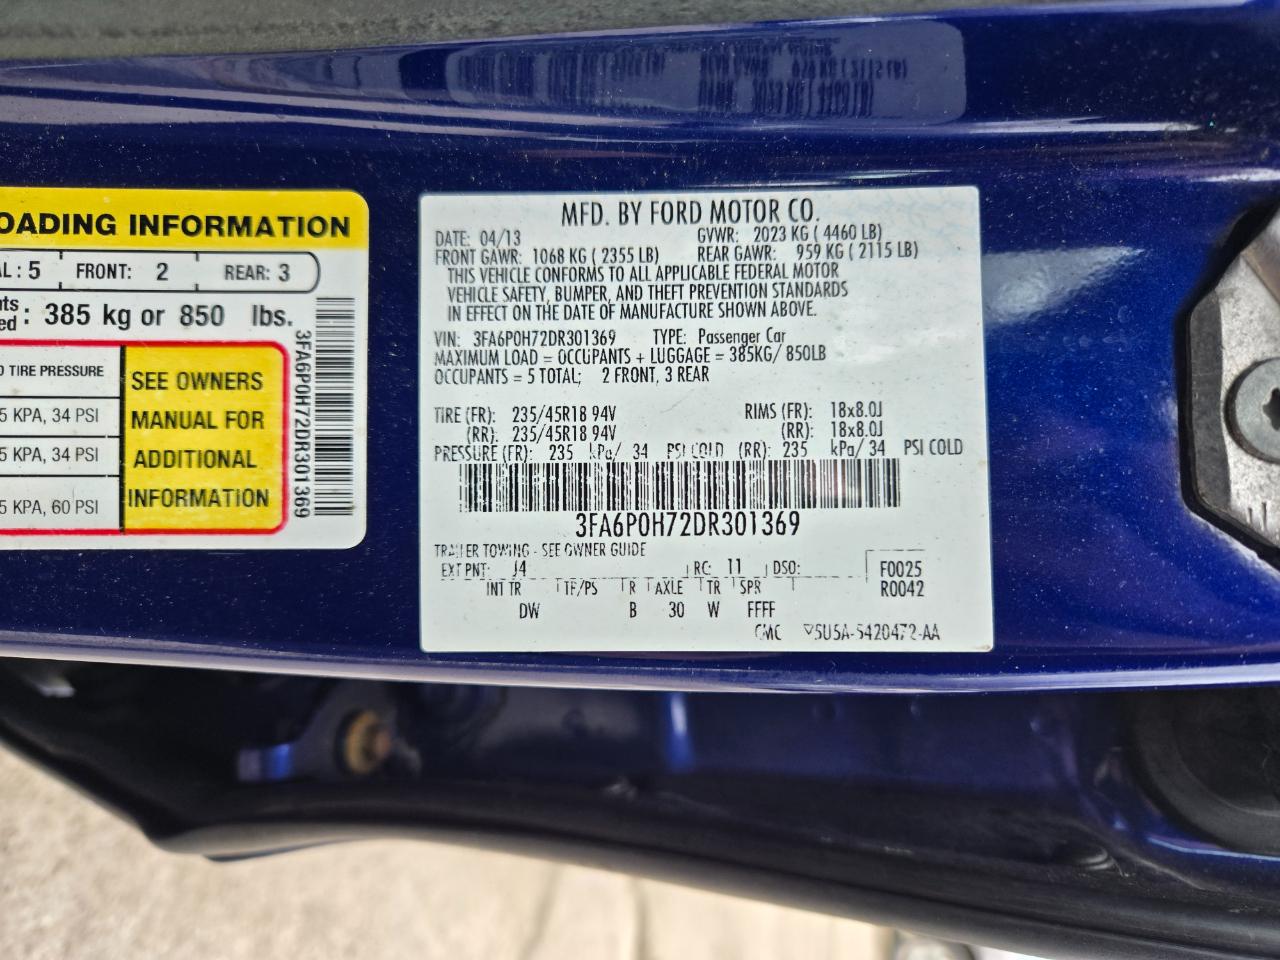 OADING INFORMATION
AL: 5 FRONT: 2 REAR: 3
nts
ed: 385 kg or 850 lbs.
TIRE PRESSURE
5 KPA, 34 PSI
5 KPA, 34 PSI
5 KPA, 60 PSI
SEE OWNERS
MANUAL FOR
ADDITIONAL
INFORMATION
3FA6P0H72DR301369
MFD. BY FORD MOTOR CO.
DATE: 04/13 GVWR: 2023 KG ( 4460 LB)
FRONT GAWR: 1068 KG ( 2355 LB) REAR GAWR: 959 KG ( 2115 LB)
THIS VEHICLE CONFORMS TO ALL APPLICABLE FEDERAL MOTOR
VEHICLE SAFETY, BUMPER, AND THEFT PREVENTION STANDARDS
IN EFFECT ON THE DATE OF MANUFACTURE SHOWN ABOVE.
VIN: 3FA6P0H72DR301369 TYPE: Passenger Car
MAXIMUM LOAD = OCCUPANTS + LUGGAGE = 385KG/ 850LB
OCCUPANTS = 5 TOTAL; 2 FRONT, 3 REAR
TIRE (FR): 235/45R18 94V RIMS (FR): 18x8.0J
(RR): 235/45R18 94V (RR): 18x8.0J
PRESSURE (FR): 235 kPa/ 34 PSI COLD (RR): 235 kPa/ 34 PSI COLD
3FA6P0H72DR301369
TRAILER TOWING - SEE OWNER GUIDE
EXT PNT: J4 RC: 11 DSO: F0025
INT TR TF/PS R AXLE TR SPR R0042
DW B 30 W FFFF
CMC 5U5A-5420472-AA